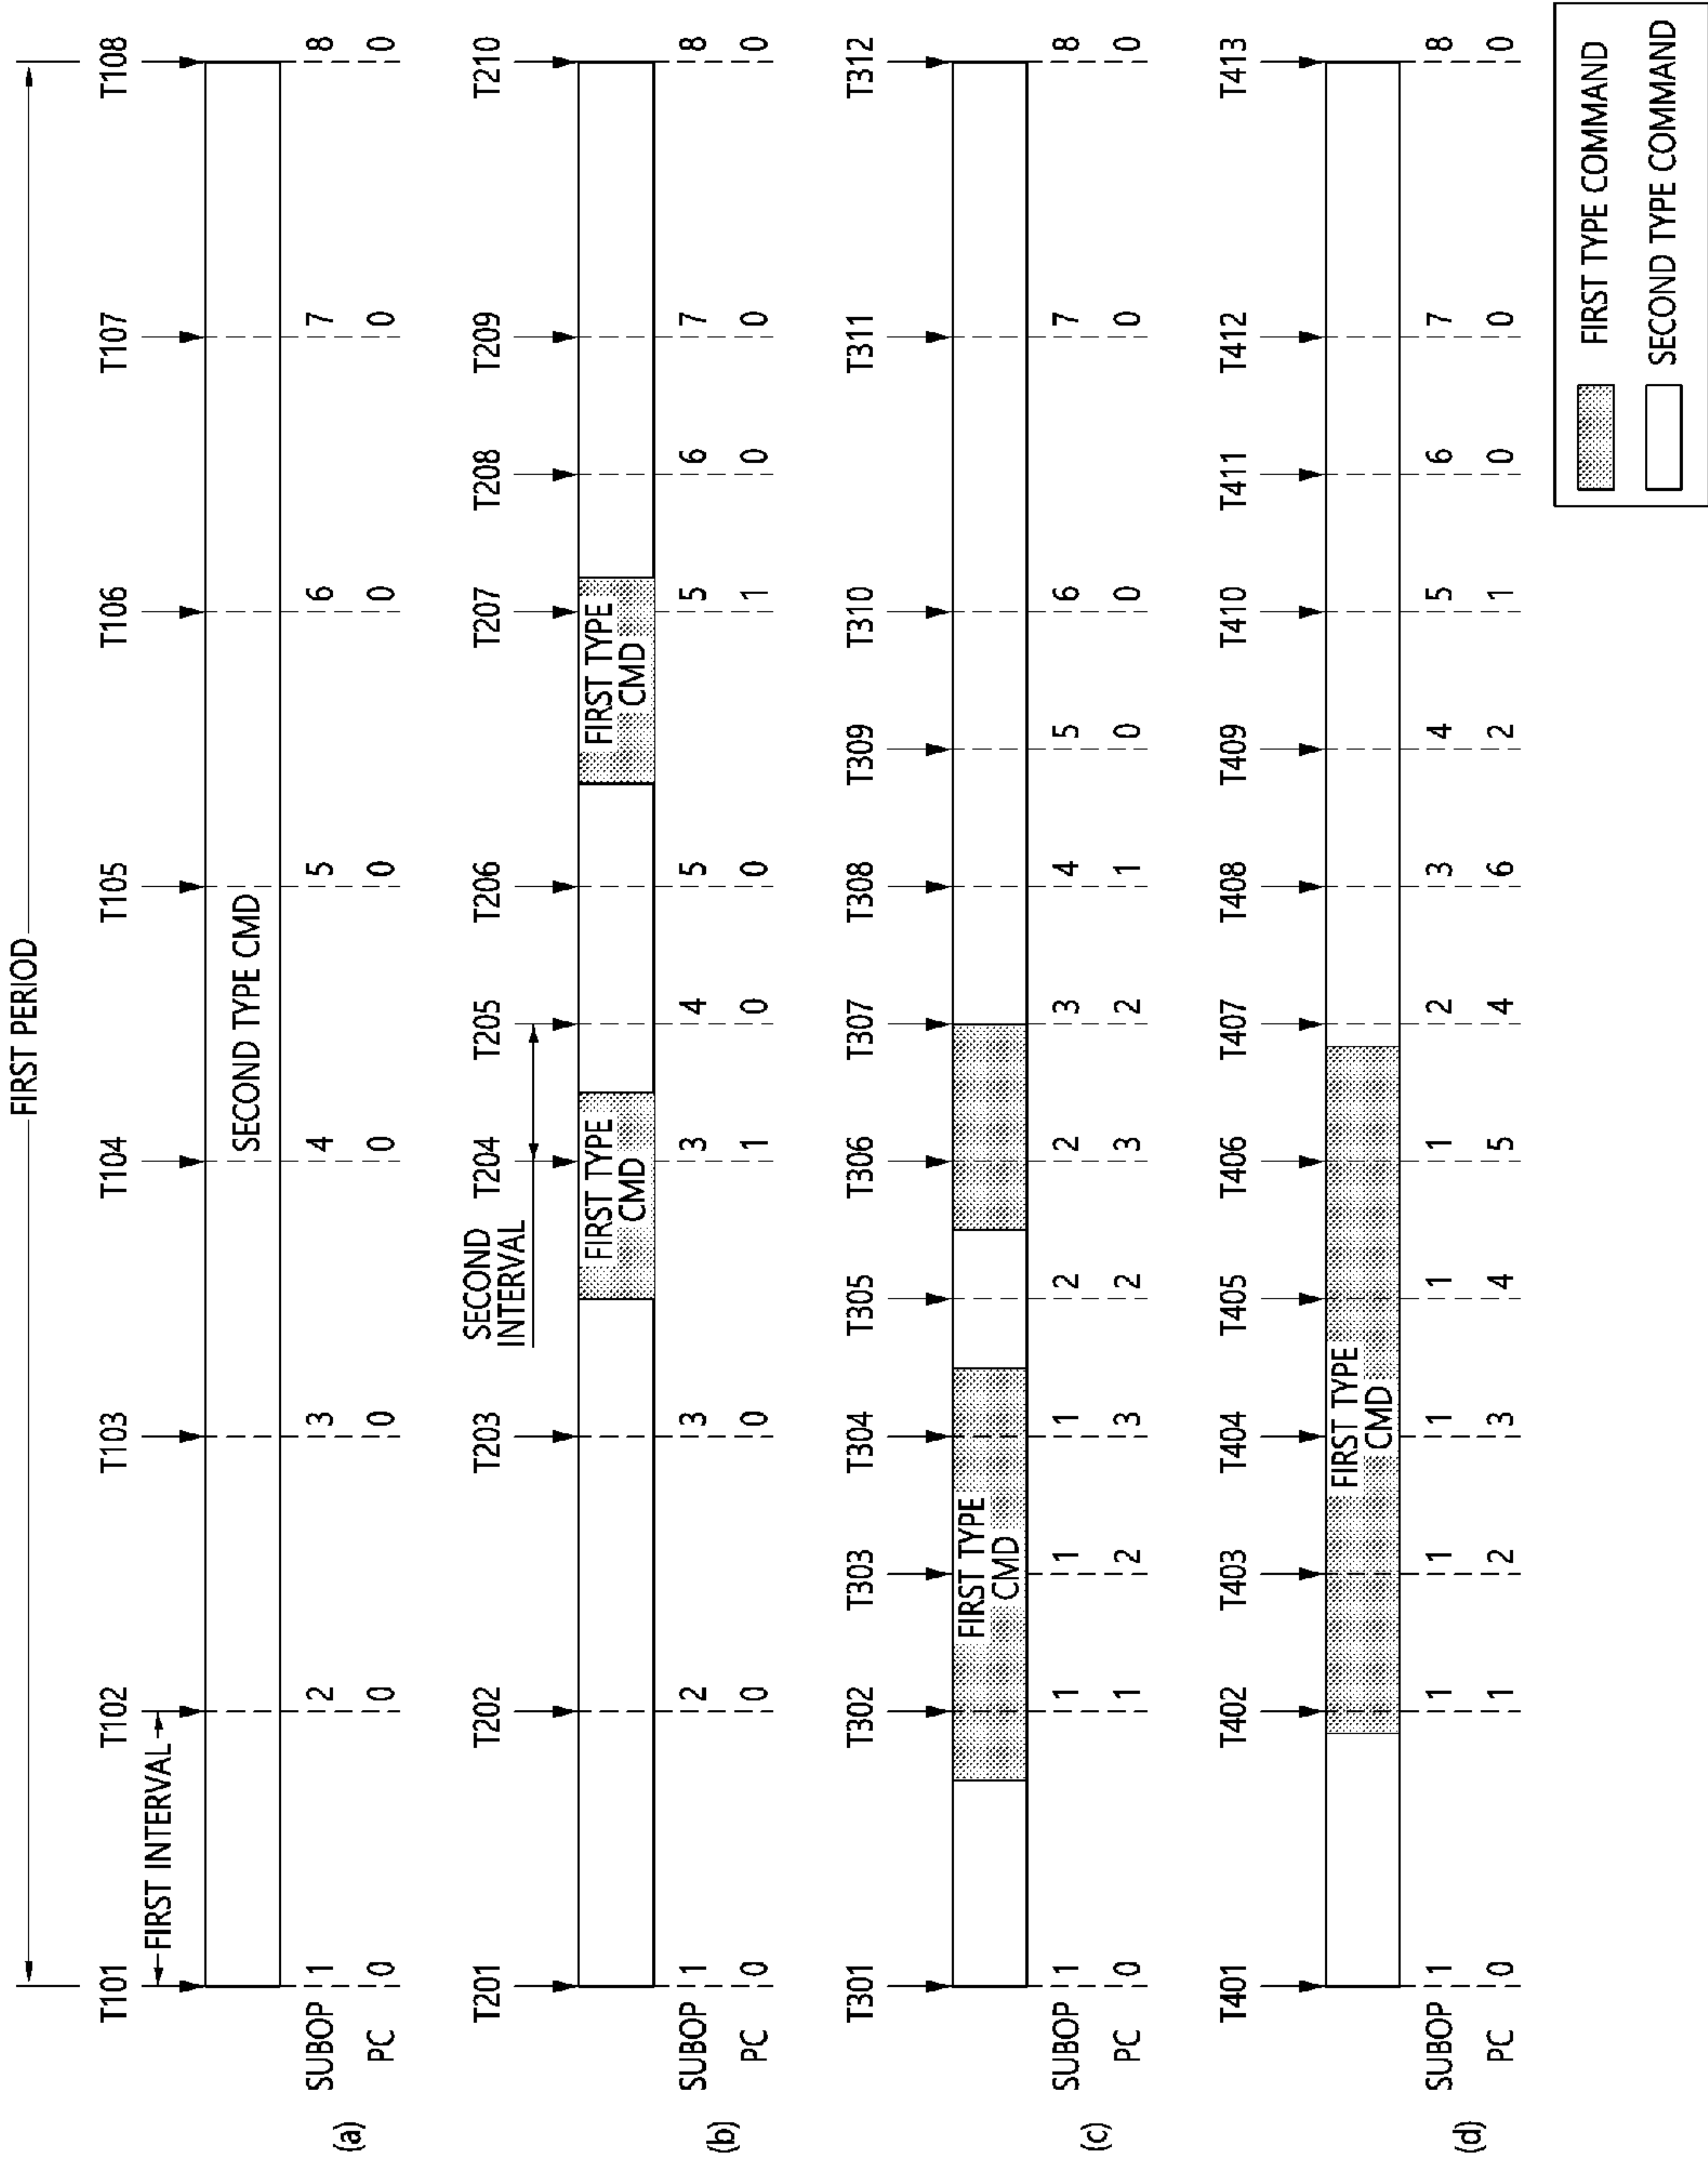 FIRST PERIOD
T101 T102 T103 T104 T105 T106 T107 T108
FIRST INTERVAL
SECOND TYPE CMD
SUBOP 1 2 3 4 5 6 7 8
PC 0 0 0 0 0 0 0 0
(a)
SECOND
INTERVAL
T201 T202 T203 T204 T205 T206 T207 T208 T209 T210
FIRST TYPE
CMD
FIRST TYPE
CMD
SUBOP 1 2 3 3 4 5 5 6 7 8
PC 0 0 0 1 0 0 1 0 0 0
(b)
T301 T302 T303 T304 T305 T306 T307 T308 T309 T310 T311 T312
FIRST TYPE
CMD
SUBOP 1 1 1 1 2 2 3 4 5 6 7 8
PC 0 1 2 3 2 3 2 1 0 0 0 0
(c)
T401 T402 T403 T404 T405 T406 T407 T408 T409 T410 T411 T412 T413
FIRST TYPE
CMD
SUBOP 1 1 1 1 1 1 2 3 4 5 6 7 8
PC 0 1 2 3 4 5 4 6 2 1 0 0 0
(d)
FIRST TYPE COMMAND
SECOND TYPE COMMAND